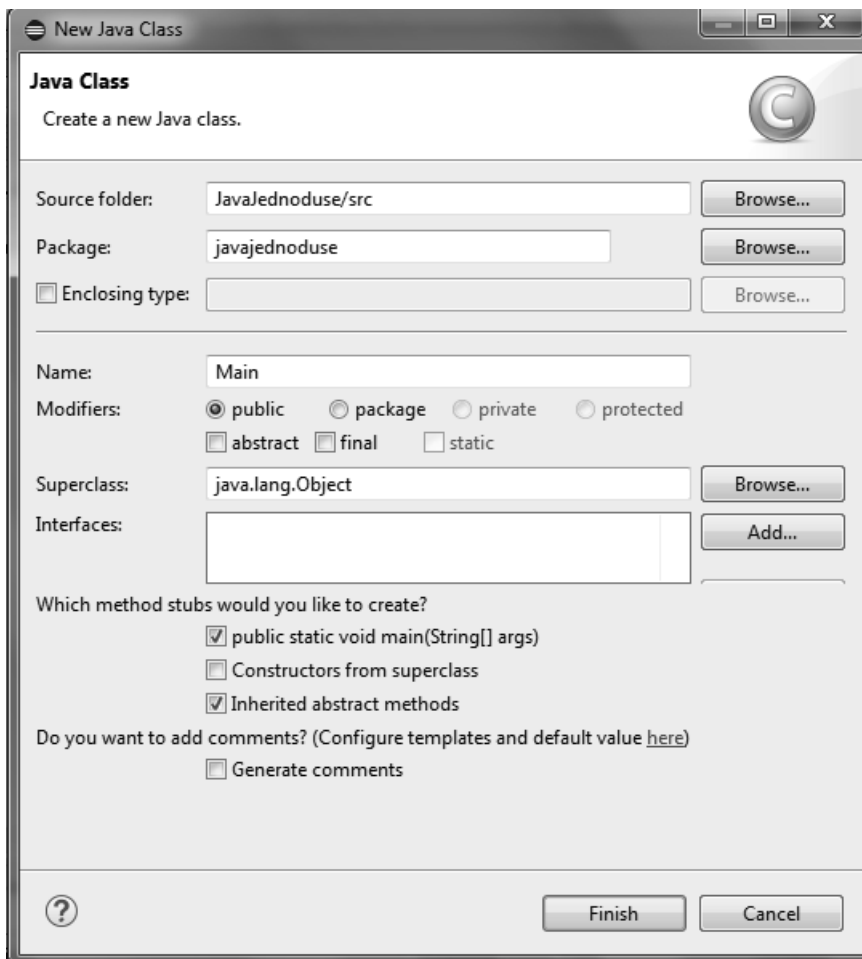 New Java Class
Java Class
Create a new Java class.
Source folder: JavaJednoduse/src Browse...
Package: javajednoduse Browse...
Enclosing type: Browse...
Name: Main
Modifiers: public package private protected
abstract final static
Superclass: java.lang.Object Browse...
Interfaces: Add...
Which method stubs would you like to create?
public static void main(String[] args)
Constructors from superclass
Inherited abstract methods
Do you want to add comments? (Configure templates and default value here)
Generate comments
? Finish Cancel